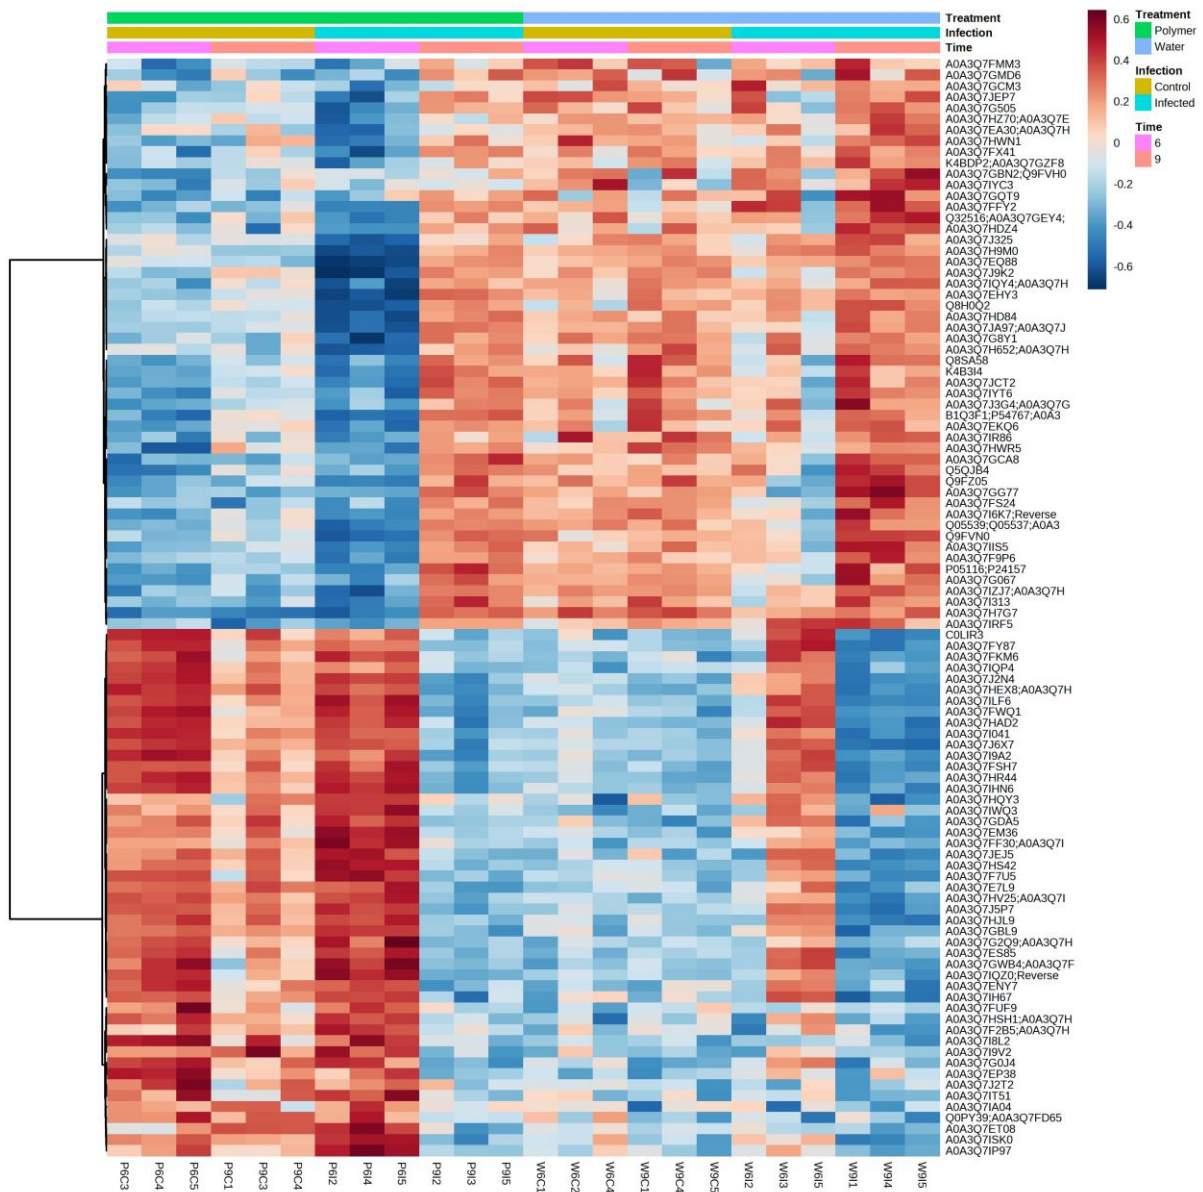 Treatment
Infection
Time
0.6
0.4
0.2
0
-0.2
-0.4
-0.6
Treatment
Polymer
Water
Infection
Control
Infected
Time
6
9
A0A3Q7FMM3
A0A3Q7GMD6
A0A3Q7GCM3
A0A3Q7JEP7
A0A3Q7G505
A0A3Q7HZ70;A0A3Q7E
A0A3Q7EA30;A0A3Q7H
A0A3Q7HWN1
A0A3Q7FX41
K4BDP2;A0A3Q7GZF8
A0A3Q7GBN2;Q9FVH0
A0A3Q7IYC3
A0A3Q7GQT9
A0A3Q7FFY2
Q32516;A0A3Q7GEY4;
A0A3Q7HDZ4
A0A3Q7J325
A0A3Q7H9M0
A0A3Q7EQ88
A0A3Q7J9K2
A0A3Q7IQY4;A0A3Q7H
A0A3Q7EHY3
Q8H0Q2
A0A3Q7HD84
A0A3Q7JA97;A0A3Q7J
A0A3Q7G8Y1
A0A3Q7H652;A0A3Q7H
Q8SA58
K4B3I4
A0A3Q7JCT2
A0A3Q7IYT6
A0A3Q7J3G4;A0A3Q7G
B1Q3F1;P54767;A0A3
A0A3Q7EKQ6
A0A3Q7IR86
A0A3Q7HWR5
A0A3Q7GCA8
Q5QJB4
Q9FZ05
A0A3Q7GG77
A0A3Q7FS24
A0A3Q7I6K7;Reverse
Q05539;Q05537;A0A3
Q9FVN0
A0A3Q7IIS5
A0A3Q7F9P6
P05116;P24157
A0A3Q7G067
A0A3Q7IZJ7;A0A3Q7H
A0A3Q7I313
A0A3Q7H7G7
A0A3Q7IRF5
C0LIR3
A0A3Q7FY87
A0A3Q7FKM6
A0A3Q7IQP4
A0A3Q7J2N4
A0A3Q7HEX8;A0A3Q7H
A0A3Q7ILF6
A0A3Q7FWQ1
A0A3Q7HAD2
A0A3Q7I041
A0A3Q7J6X7
A0A3Q7I9A2
A0A3Q7FSH7
A0A3Q7HR44
A0A3Q7IHN6
A0A3Q7HQY3
A0A3Q7IWQ3
A0A3Q7GDA5
A0A3Q7EM36
A0A3Q7FF30;A0A3Q7I
A0A3Q7JEJ5
A0A3Q7HS42
A0A3Q7F7U5
A0A3Q7E7L9
A0A3Q7HV25;A0A3Q7I
A0A3Q7J5P7
A0A3Q7HJL9
A0A3Q7GBL9
A0A3Q7G2Q9;A0A3Q7H
A0A3Q7ES85
A0A3Q7GWB4;A0A3Q7F
A0A3Q7IQZ0;Reverse
A0A3Q7ENY7
A0A3Q7IH67
A0A3Q7FUF9
A0A3Q7HSH1;A0A3Q7H
A0A3Q7F2B5;A0A3Q7H
A0A3Q7I8L2
A0A3Q7I9V2
A0A3Q7G0J4
A0A3Q7EP38
A0A3Q7J2T2
A0A3Q7IT51
A0A3Q7IA04
Q0PY39;A0A3Q7FD65
A0A3Q7ET08
A0A3Q7ISK0
A0A3Q7IP97
P6C3
P6C4
P6C5
P9C1
P9C3
P9C4
P6I2
P6I4
P6I5
P9I2
P9I3
P9I5
W6C1
W6C2
W6C4
W9C1
W9C4
W9C5
W6I2
W6I3
W6I5
W9I1
W9I4
W9I5